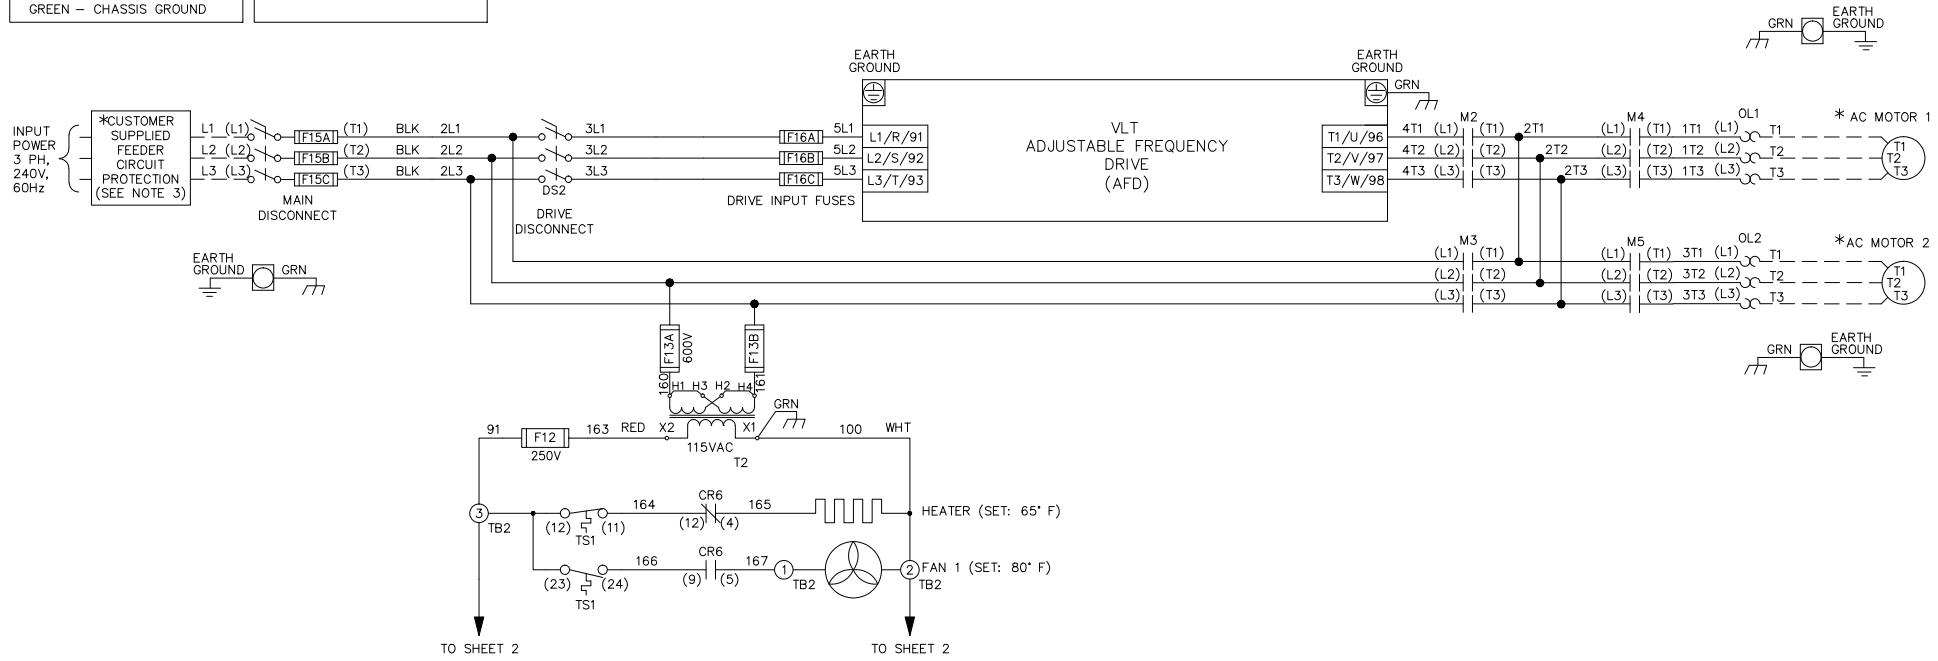 GREEN – CHASSIS GROUND
GRN
EARTH
GROUND
EARTH
GROUND
EARTH
GROUND
GRN
INPUT
POWER
3 PH,
240V,
60Hz
*CUSTOMER
SUPPLIED
FEEDER
CIRCUIT
PROTECTION
(SEE NOTE 3)
L1 (L1) F15A (T1) BLK 2L1 3L1 F16A 5L1 L1/R/91
L2 (L2) F15B (T2) BLK 2L2 3L2 F16B 5L2 L2/S/92
L3 (L3) F15C (T3) BLK 2L3 3L3 F16C 5L3 L3/T/93
MAIN
DISCONNECT
DS2
DRIVE
DISCONNECT
DRIVE INPUT FUSES
VLT
ADJUSTABLE FREQUENCY
DRIVE
(AFD)
M2 M4 OL1 * AC MOTOR 1
T1/U/96 4T1 (L1) (T1) 2T1 (L1) (T1) 1T1 (L1) T1 T1
T2/V/97 4T2 (L2) (T2) 2T2 (L2) (T2) 1T2 (L2) T2 T2
T3/W/98 4T3 (L3) (T3) 2T3 (L3) (T3) 1T3 (L3) T3 T3
M3 M5 OL2 *AC MOTOR 2
(L1) (T1) (L1) (T1) 3T1 (L1) T1 T1
(L2) (T2) (L2) (T2) 3T2 (L2) T2 T2
(L3) (T3) (L3) (T3) 3T3 (L3) T3 T3
EARTH
GROUND
GRN
GRN
EARTH
GROUND
F13A
600V
F13B
160
161
H1 H3 H2 H4
GRN
91 F12 163 RED X2 X1 100 WHT
250V
115VAC
T2
CR6
3 164 165 HEATER (SET: 65° F)
TB2 (12) (11) (12) (4)
TS1
CR6
166 167 1 2 FAN 1 (SET: 80° F)
(23) (24) (9) (5) TB2 TB2
TS1
TO SHEET 2
TO SHEET 2